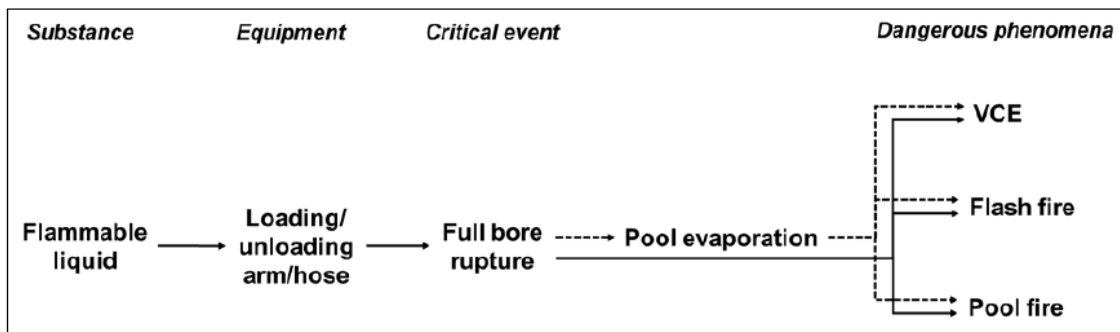 Substance Equipment Critical event Dangerous phenomena
VCE
Flash fire
Flammable
liquid
Loading/
unloading
arm/hose
Full bore
rupture
Pool evaporation
Pool fire